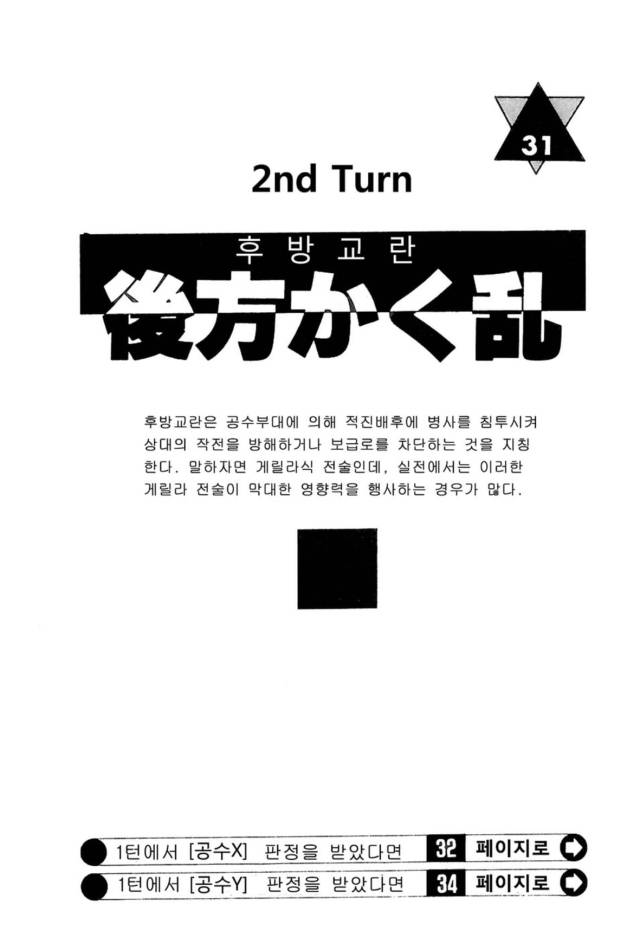 31
2nd Turn
후방교란
後方かく乱
후방교란은 공수부대에 의해 적진배후에 병사를 침투시켜
상대의 작전을 방해하거나 보급로를 차단하는 것을 지칭
한다. 말하자면 게릴라식 전술인데, 실전에서는 이러한
게릴라 전술이 막대한 영향력을 행사하는 경우가 많다.
1턴에서 [공수X] 판정을 받았다면 32 페이지로
1턴에서 [공수Y] 판정을 받았다면 34 페이지로